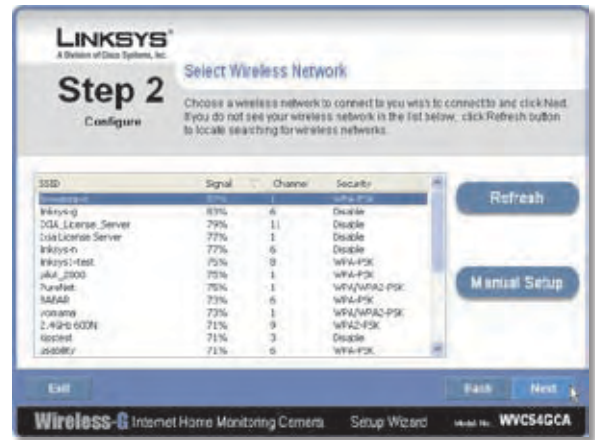 LINKSYS®
A Division of Cisco Systems, Inc.
Step 2
Configure
Select Wireless Network
Choose a wireless network to connect to you wish to connect to and click Next.
If you do not see your wireless network in the list below, click Refresh button
to locate searching for wireless networks.
SSID Signal Channel Security
87% 1 WPA-PSK
linksys-g 83% 6 Disable
IXIA_License_Server 79% 11 Disable
Ixia License Server 77% 1 Disable
linksys-n 77% 6 Disable
75% 8 WPA-PSK
75% 1 WPA-PSK
PureNet 75% 1 WPA/WPA2-PSK
73% 6 WPA-PSK
73% 1 WPA/WPA2-PSK
2.4GHz 600N 71% 9 WPA2-PSK
71% 3 Disable
usability 71% 6 WPA-PSK
Refresh
Manual Setup
Exit
Back
Next
Wireless-G Internet Home Monitoring Camera Setup Wizard Model No. WVC54GCA